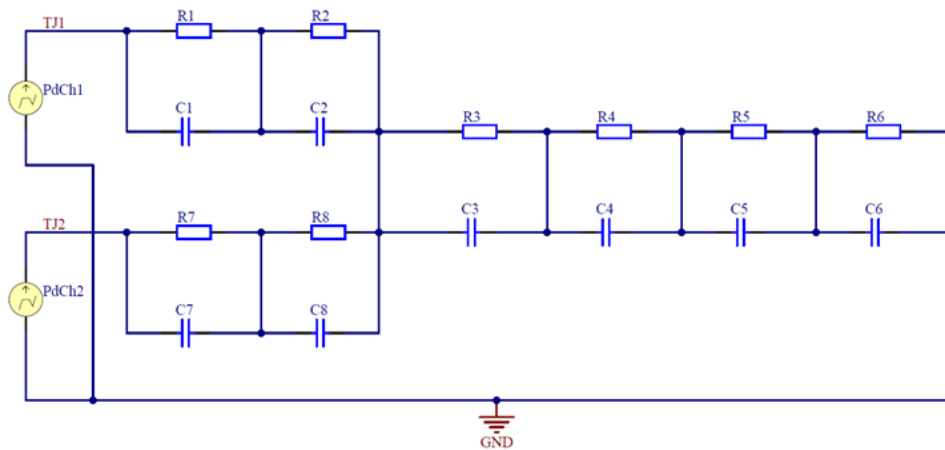 TJ1
R1
R2
PdCh1
C1
C2
R3
R4
R5
R6
TJ2
R7
R8
C3
C4
C5
C6
PdCh2
C7
C8
GND